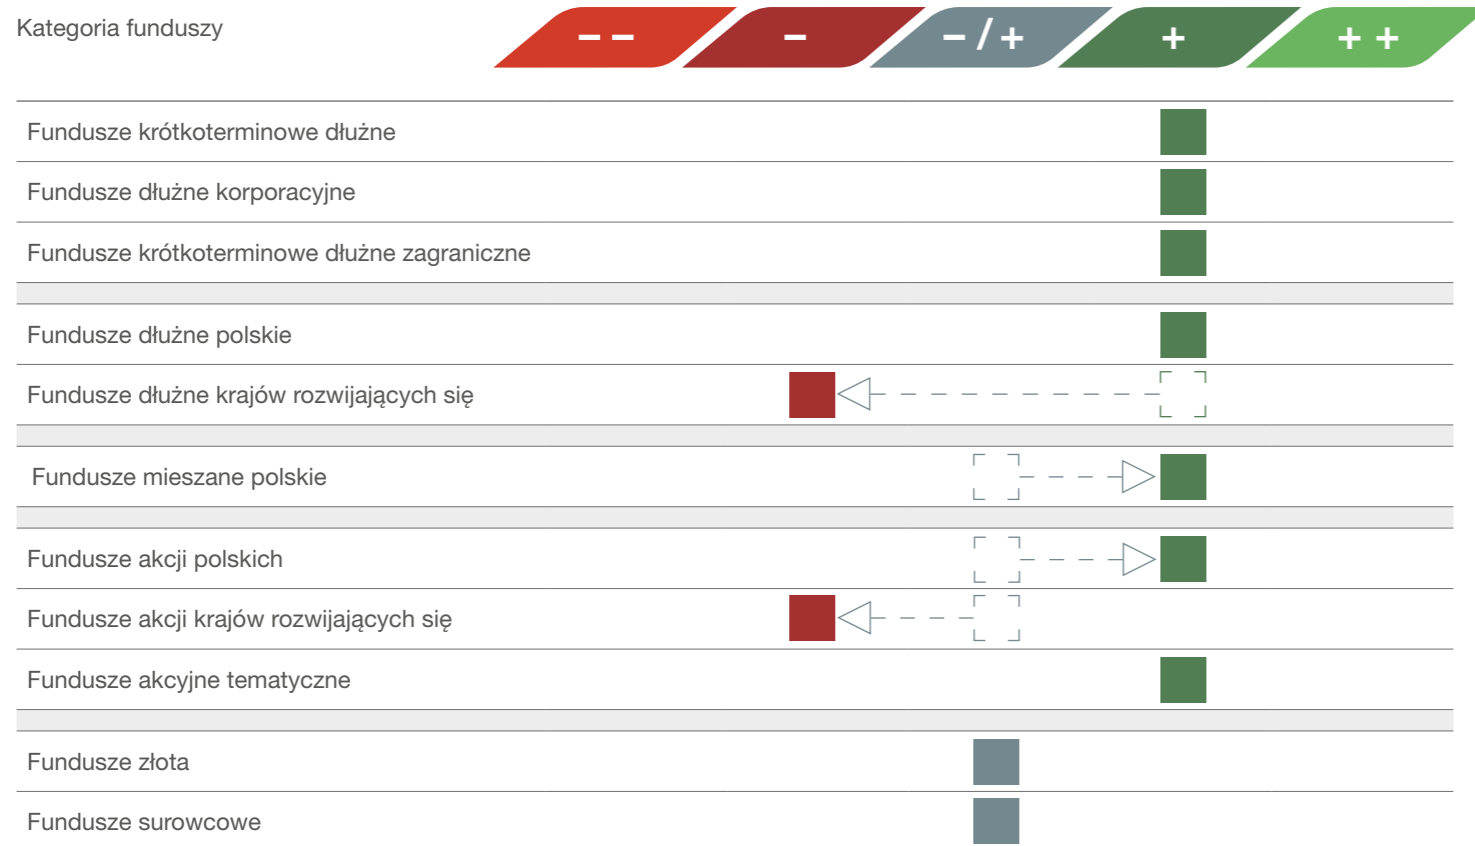 Kategoria funduszy
– –
–
– / +
+
+ +
Fundusze krótkoterminowe dłużne
Fundusze dłużne korporacyjne
Fundusze krótkoterminowe dłużne zagraniczne
Fundusze dłużne polskie
Fundusze dłużne krajów rozwijających się
Fundusze mieszane polskie
Fundusze akcji polskich
Fundusze akcji krajów rozwijających się
Fundusze akcyjne tematyczne
Fundusze złota
Fundusze surowcowe